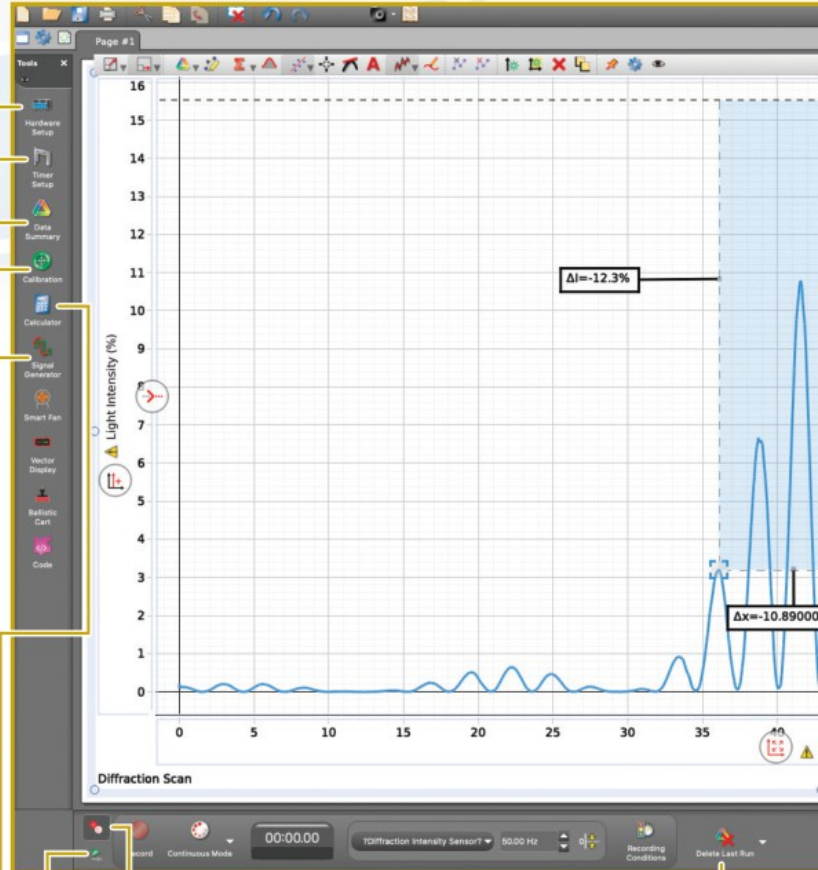 Page #1
Tools
Hardware
Setup
Timer
Setup
Data
Summary
Calibration
Calculator
Signal
Generator
Smart Fan
Vector
Display
Ballistic
Cart
Code
16
15
14
13
12
11
10
9
8
7
6
5
4
3
2
1
0
Light Intensity (%)
ΔI=-12.3%
Δx=-10.89000
0
5
10
15
20
25
30
35
40
Diffraction Scan
Record
Continuous Mode
00:00.00
?Diffraction Intensity Sensor?
50.00 Hz
Recording
Conditions
Delete Last Run